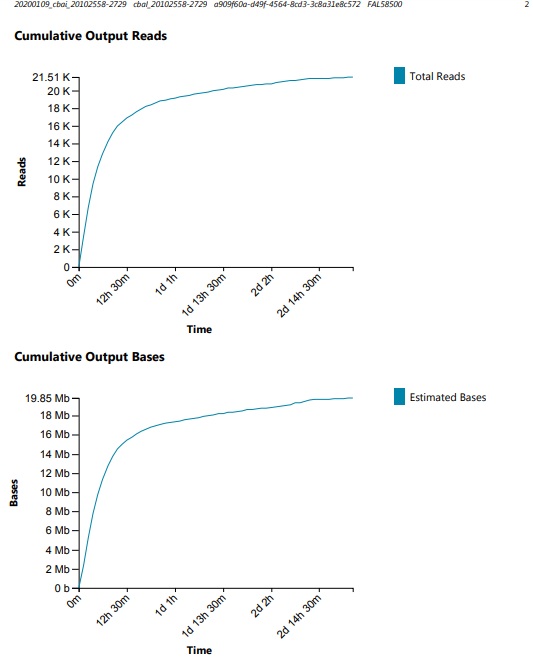 20200109_cbai_20102558-2729 cbai_20102558-2729 a909f60a-d49f-4564-8cd3-3c8a31e8c572 FAL58500 2
Cumulative Output Reads
Total Reads
21.51 K
20 K
18 K
16 K
14 K
12 K
10 K
8 K
6 K
4 K
2 K
0
Reads
0m
12h 30m
1d 1h
1d 13h 30m
2d 2h
2d 14h 30m
Time
Cumulative Output Bases
Estimated Bases
19.85 Mb
18 Mb
16 Mb
14 Mb
12 Mb
10 Mb
8 Mb
6 Mb
4 Mb
2 Mb
0 b
Bases
0m
12h 30m
1d 1h
1d 13h 30m
2d 2h
2d 14h 30m
Time